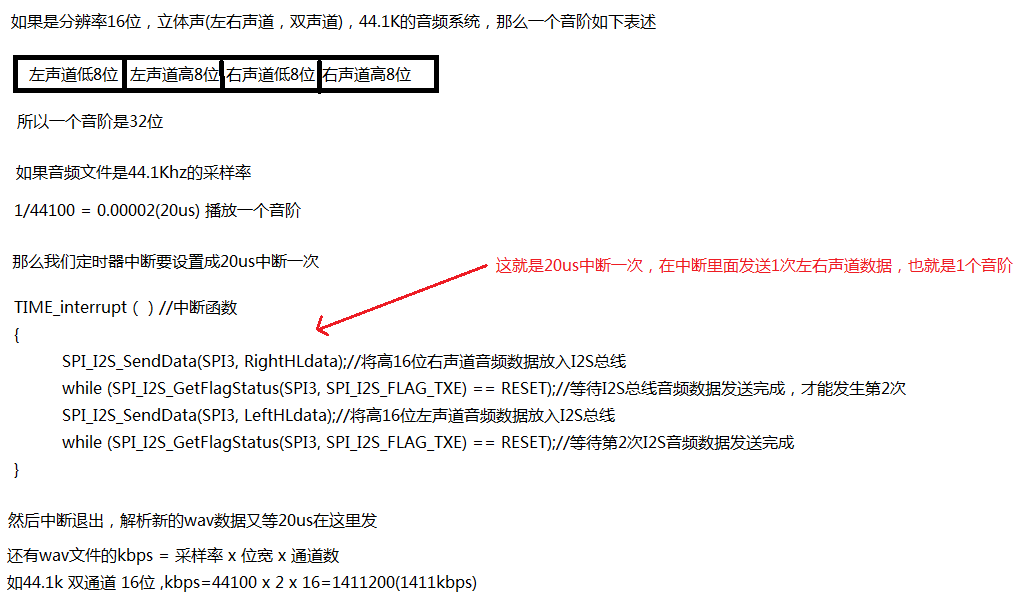 如果是分辨率16位，立体声(左右声道，双声道)，44.1K的音频系统，那么一个音阶如下表述
左声道低8位 左声道高8位 右声道低8位 右声道高8位
所以一个音阶是32位
如果音频文件是44.1Khz的采样率
1/44100 = 0.00002(20us) 播放一个音阶
那么我们定时器中断要设置成20us中断一次
这就是20us中断一次，在中断里面发送1次左右声道数据，也就是1个音阶
TIME_interrupt（ ）//中断函数
{
SPI_I2S_SendData(SPI3, RightHLdata);//将高16位右声道音频数据放入I2S总线
while (SPI_I2S_GetFlagStatus(SPI3, SPI_I2S_FLAG_TXE) == RESET);//等待I2S总线音频数据发送完成，才能发生第2次
SPI_I2S_SendData(SPI3, LeftHLdata);//将高16位左声道音频数据放入I2S总线
while (SPI_I2S_GetFlagStatus(SPI3, SPI_I2S_FLAG_TXE) == RESET);//等待第2次I2S音频数据发送完成
}
然后中断退出，解析新的wav数据又等20us在这里发
还有wav文件的kbps = 采样率 x 位宽 x 通道数
如44.1k 双通道 16位 ,kbps=44100 x 2 x 16=1411200(1411kbps)